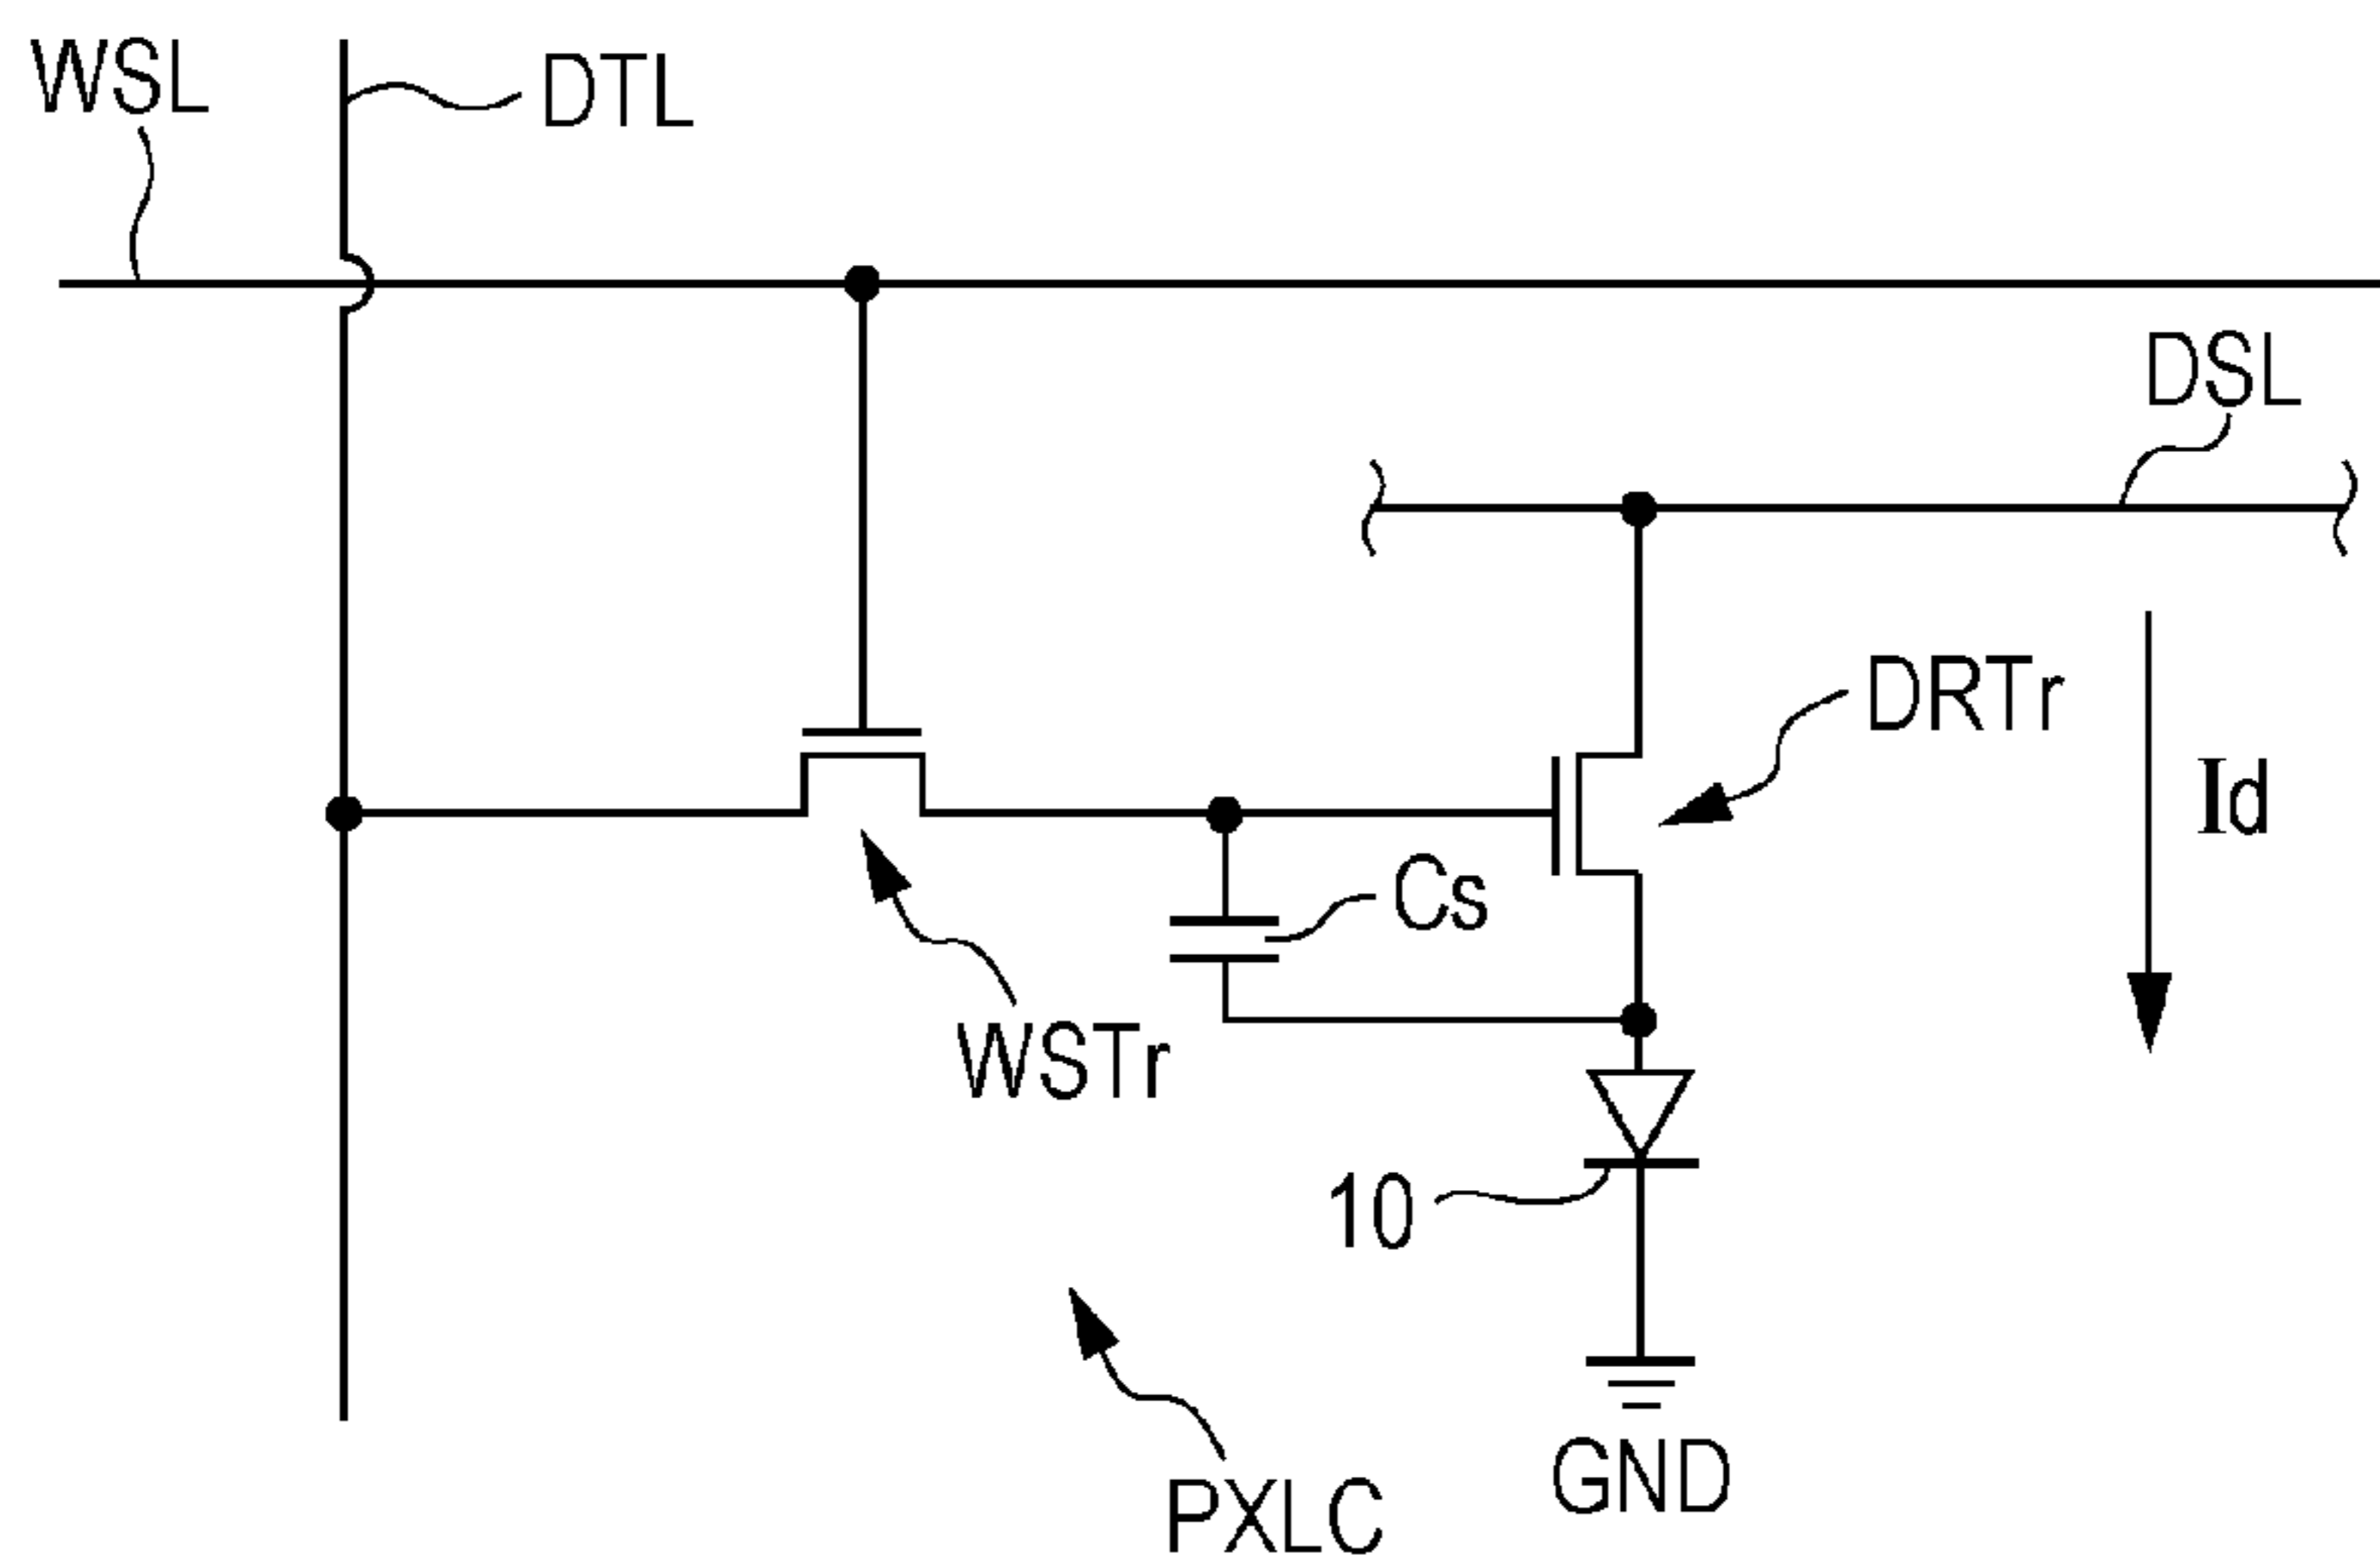 WSL
DTL
DSL
DRTr
Id
Cs
WSTr
10
GND
PXLC